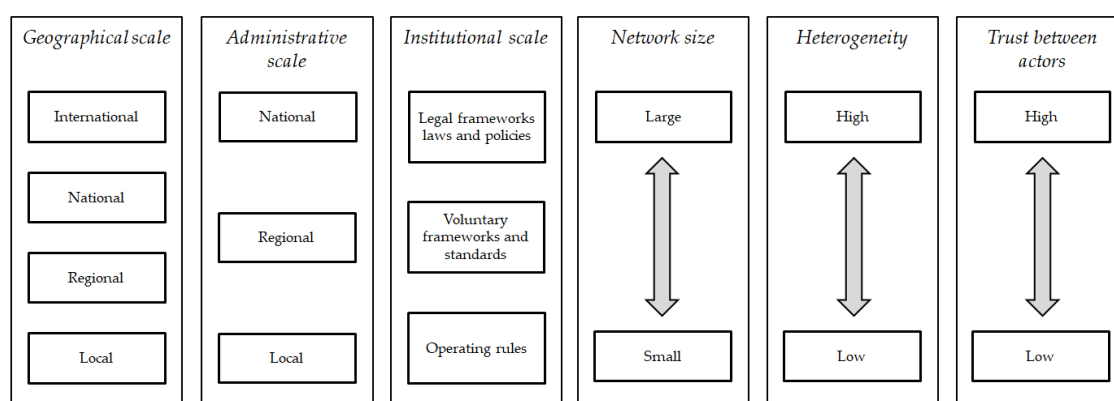 Geographical scale
International
National
Regional
Local
Administrative
scale
National
Regional
Local
Institutional scale
Legal frameworks
laws and policies
Voluntary
frameworks and
standards
Operating rules
Network size
Large
Small
Heterogeneity
High
Low
Trust between
actors
High
Low